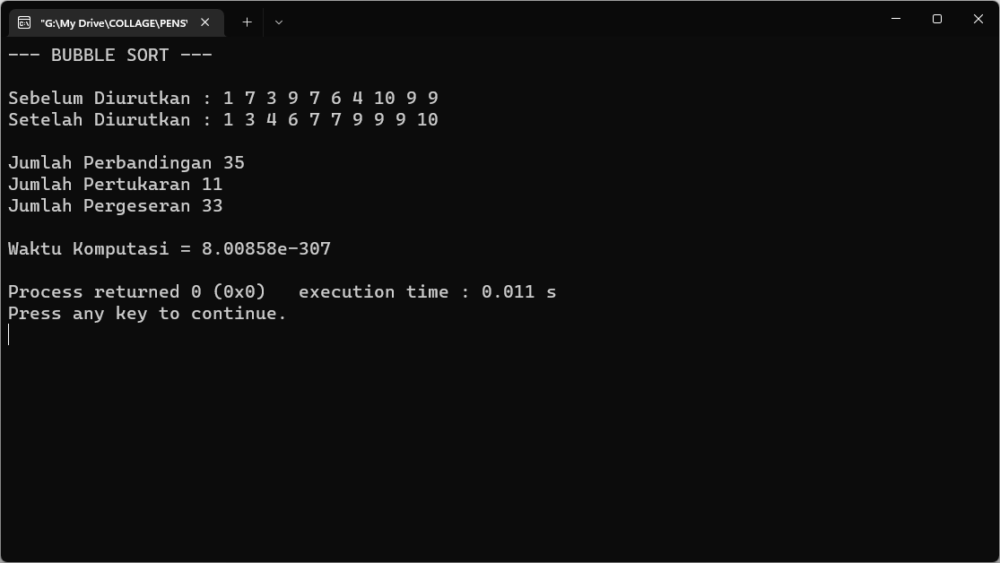 "G:\My Drive\COLLAGE\PENS\
--- BUBBLE SORT ---
Sebelum Diurutkan : 1 7 3 9 7 6 4 10 9 9
Setelah Diurutkan : 1 3 4 6 7 7 9 9 9 10
Jumlah Perbandingan 35
Jumlah Pertukaran 11
Jumlah Pergeseran 33
Waktu Komputasi = 8.00858e-307
Process returned 0 (0x0)   execution time : 0.011 s
Press any key to continue.